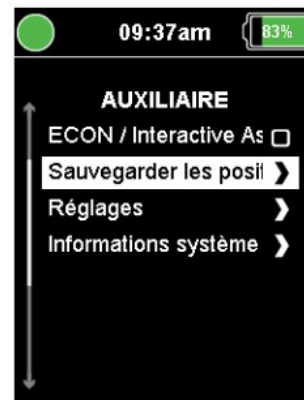 09:37am 83%
AUXILIAIRE
ECON / Interactive As
Sauvegarder les posit
Réglages
Informations système